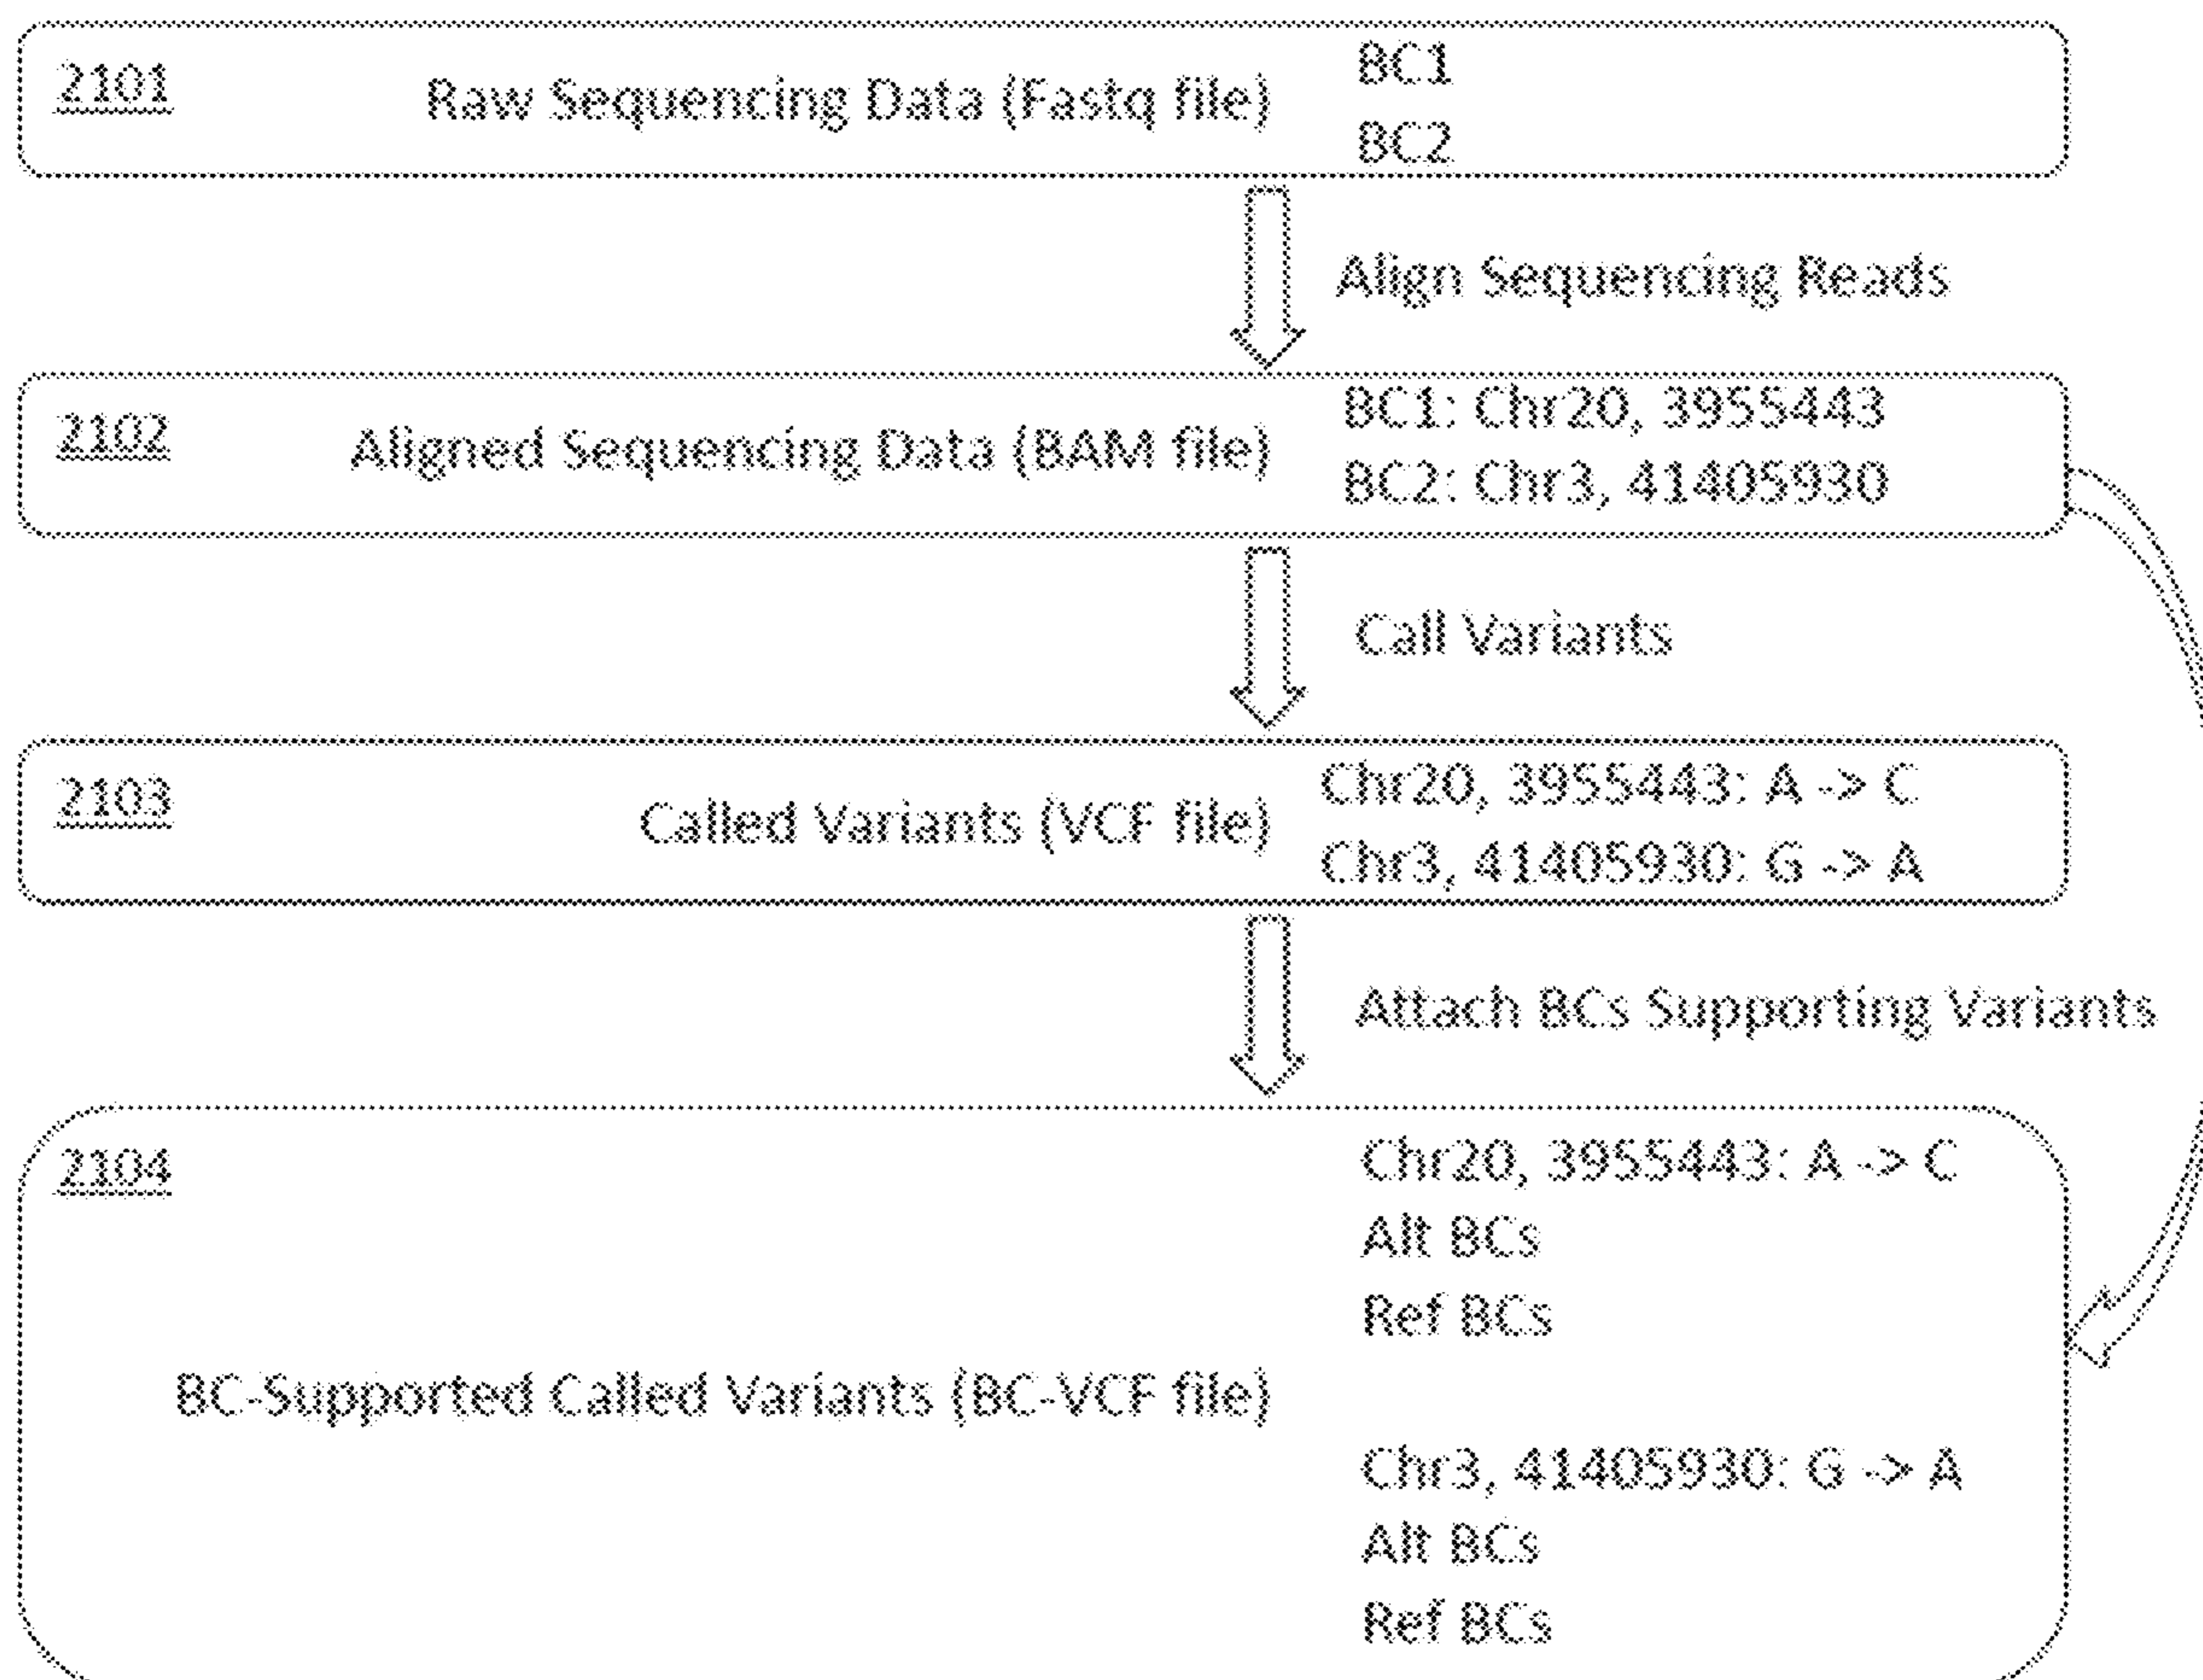 2101
Raw Sequencing Data (Fastq file)
BC1
BC2
Align Sequencing Reads
2102
Aligned Sequencing Data (BAM file)
BC1: Chr20, 3955443
BC2: Chr3, 41405930
Call Variants
2103
Called Variants (VCF file)
Chr20, 3955443: A -> C
Chr3, 41405930: G -> A
Attach BCs Supporting Variants
2104
BC-Supported Called Variants (BC-VCF file)
Chr20, 3955443: A -> C
Alt BCs
Ref BCs
Chr3, 41405930: G -> A
Alt BCs
Ref BCs